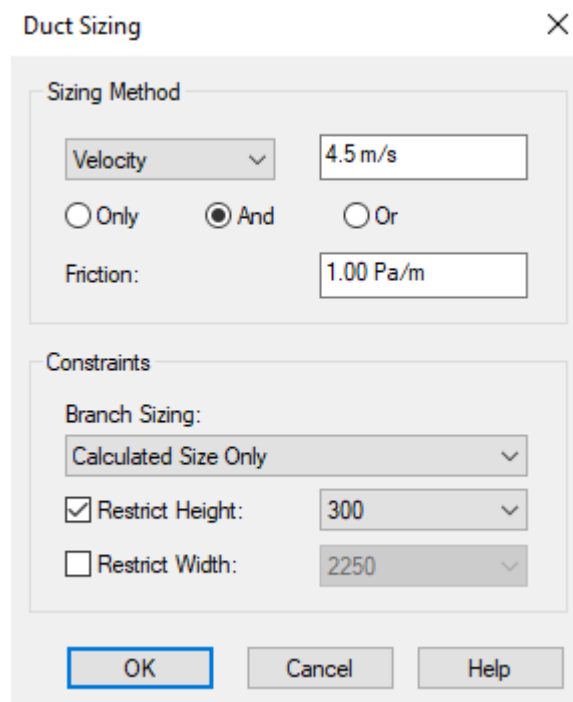 Duct Sizing
Sizing Method
Velocity 4.5 m/s
Only And Or
Friction: 1.00 Pa/m
Constraints
Branch Sizing:
Calculated Size Only
Restrict Height: 300
Restrict Width: 2250
OK Cancel Help